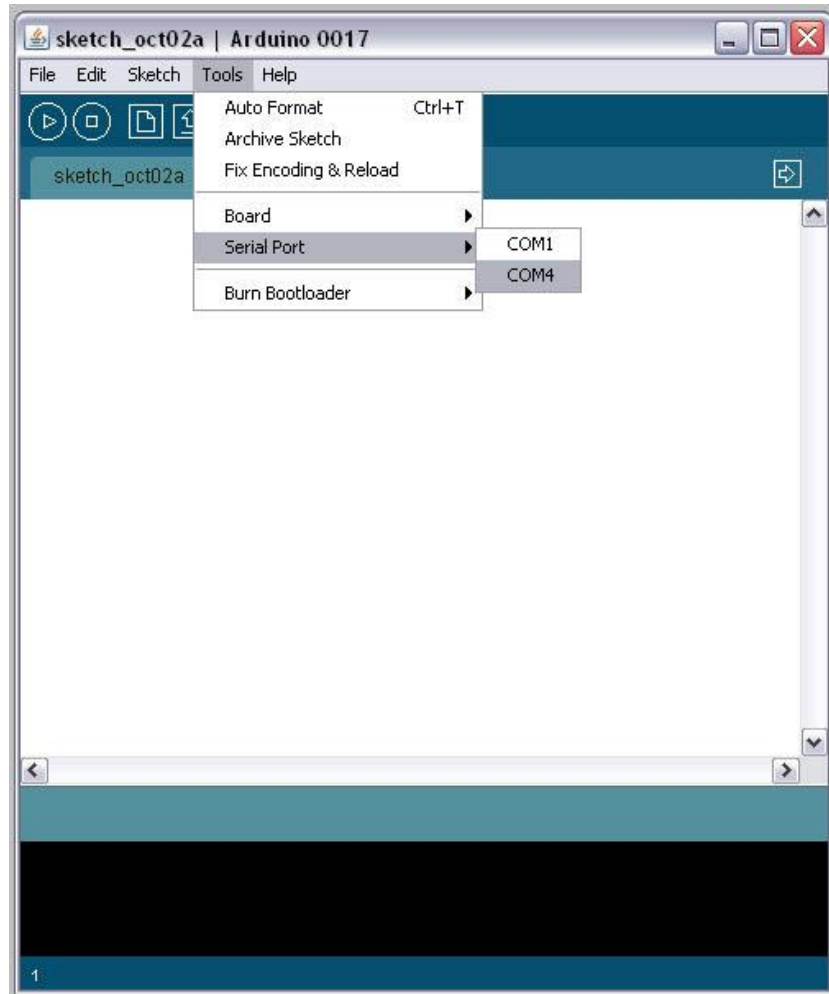 sketch_oct02a | Arduino 0017
File Edit Sketch Tools Help
Auto Format Ctrl+T
Archive Sketch
Fix Encoding & Reload
sketch_oct02a
Board
Serial Port
COM1
COM4
Burn Bootloader
1